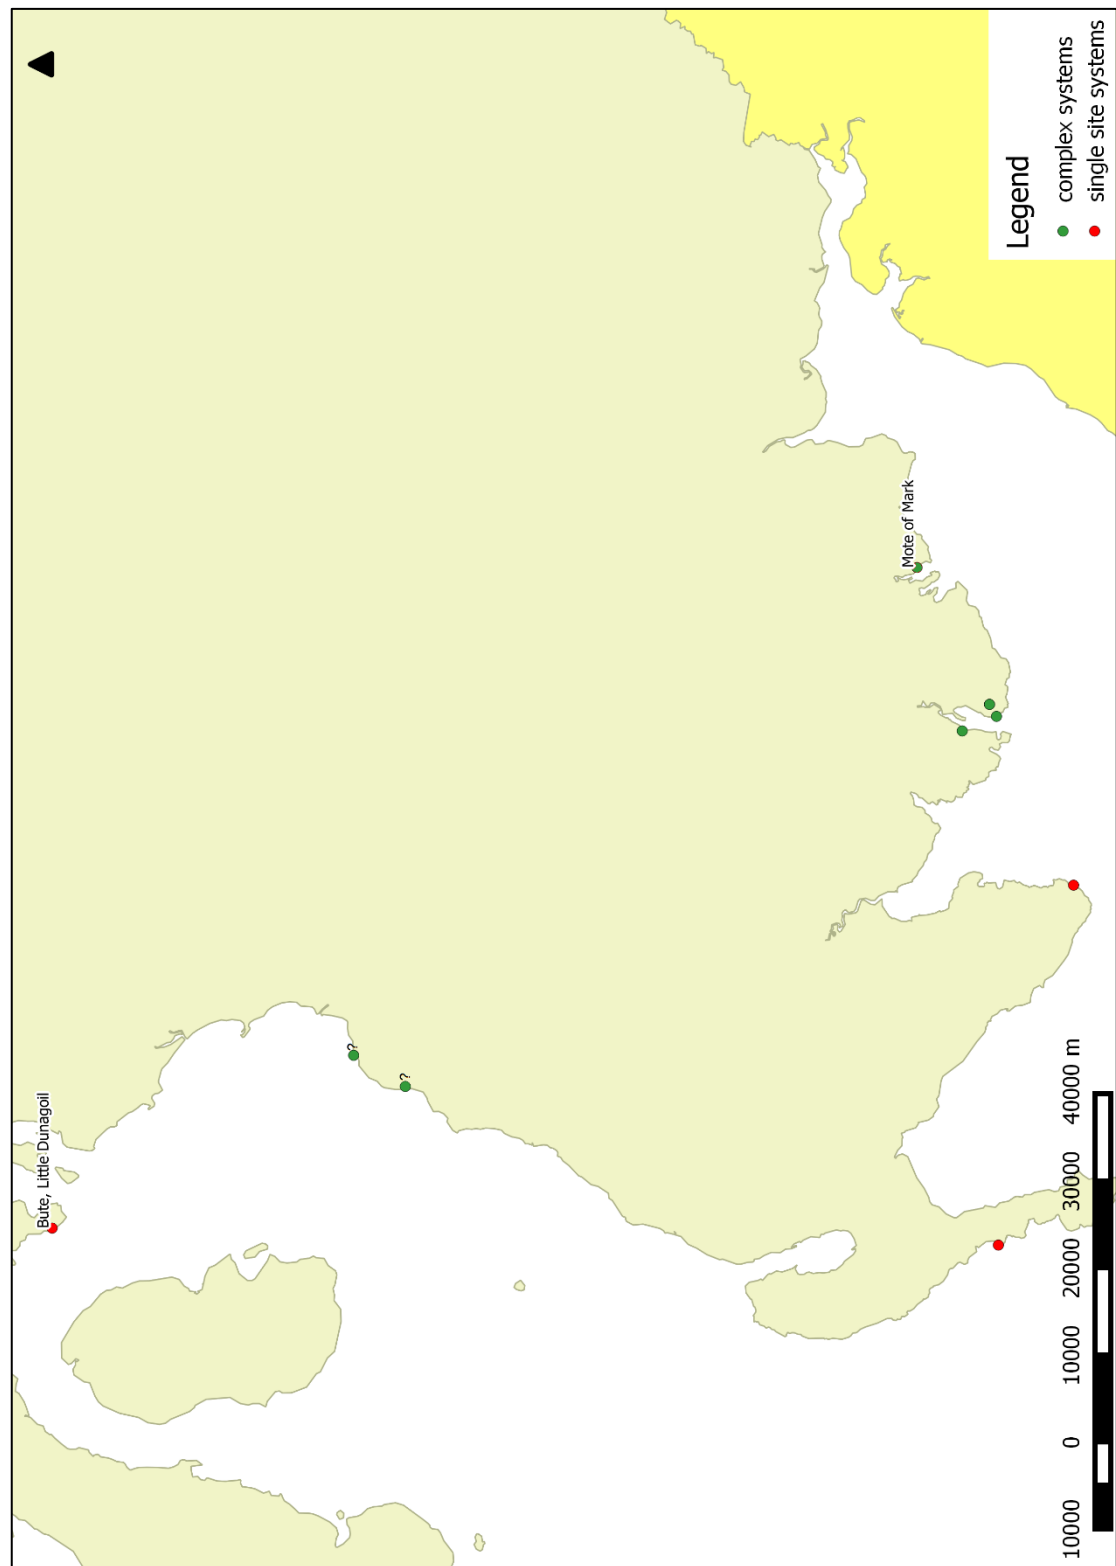 Bute, Little Dunagoil
?
?
Mote of Mark
Legend
complex systems
single site systems
10000 0 10000 20000 30000 40000 m